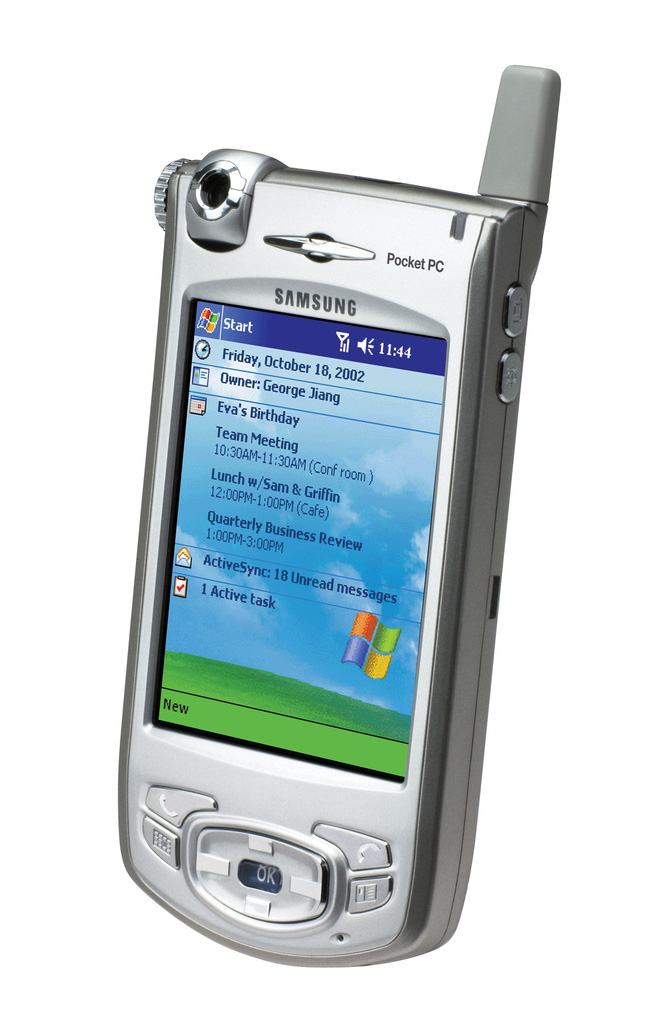 Pocket PC
SAMSUNG
Start 11:44
Friday, October 18, 2002
Owner: George Jiang
Eva's Birthday
Team Meeting
10:30AM-11:30AM (Conf room )
Lunch w/Sam & Griffin
12:00PM-1:00PM (Cafe)
Quarterly Business Review
1:00PM-3:00PM
ActiveSync: 18 Unread messages
1 Active task
New
OK